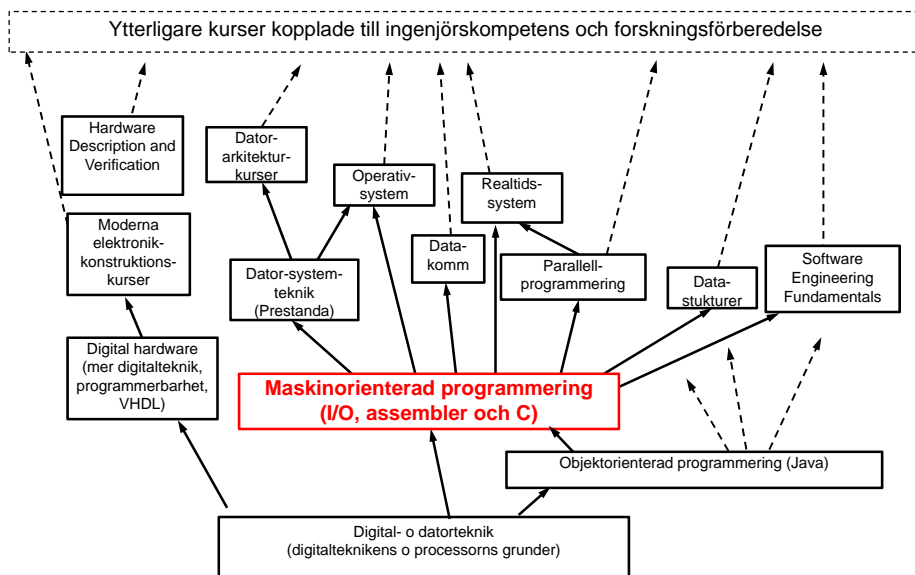 Ytterligare kurser kopplade till ingenjörskompetens och forskningsförberedelse
Hardware
Description and
Verification
Dator-
arkitektur-
kurser
Operativ-
system
Realtids-
system
Moderna
elektronik-
konstruktions-
kurser
Data-
komm
Dator-system-
teknik
(Prestanda)
Parallell-
programmering
Data-
stukturer
Software
Engineering
Fundamentals
Digital hardware
(mer digitalteknik,
programmerbarhet,
VHDL)
Maskinorienterad programmering
(I/O, assembler och C)
Objektorienterad programmering (Java)
Digital- o datorteknik
(digitalteknikens o processorns grunder)